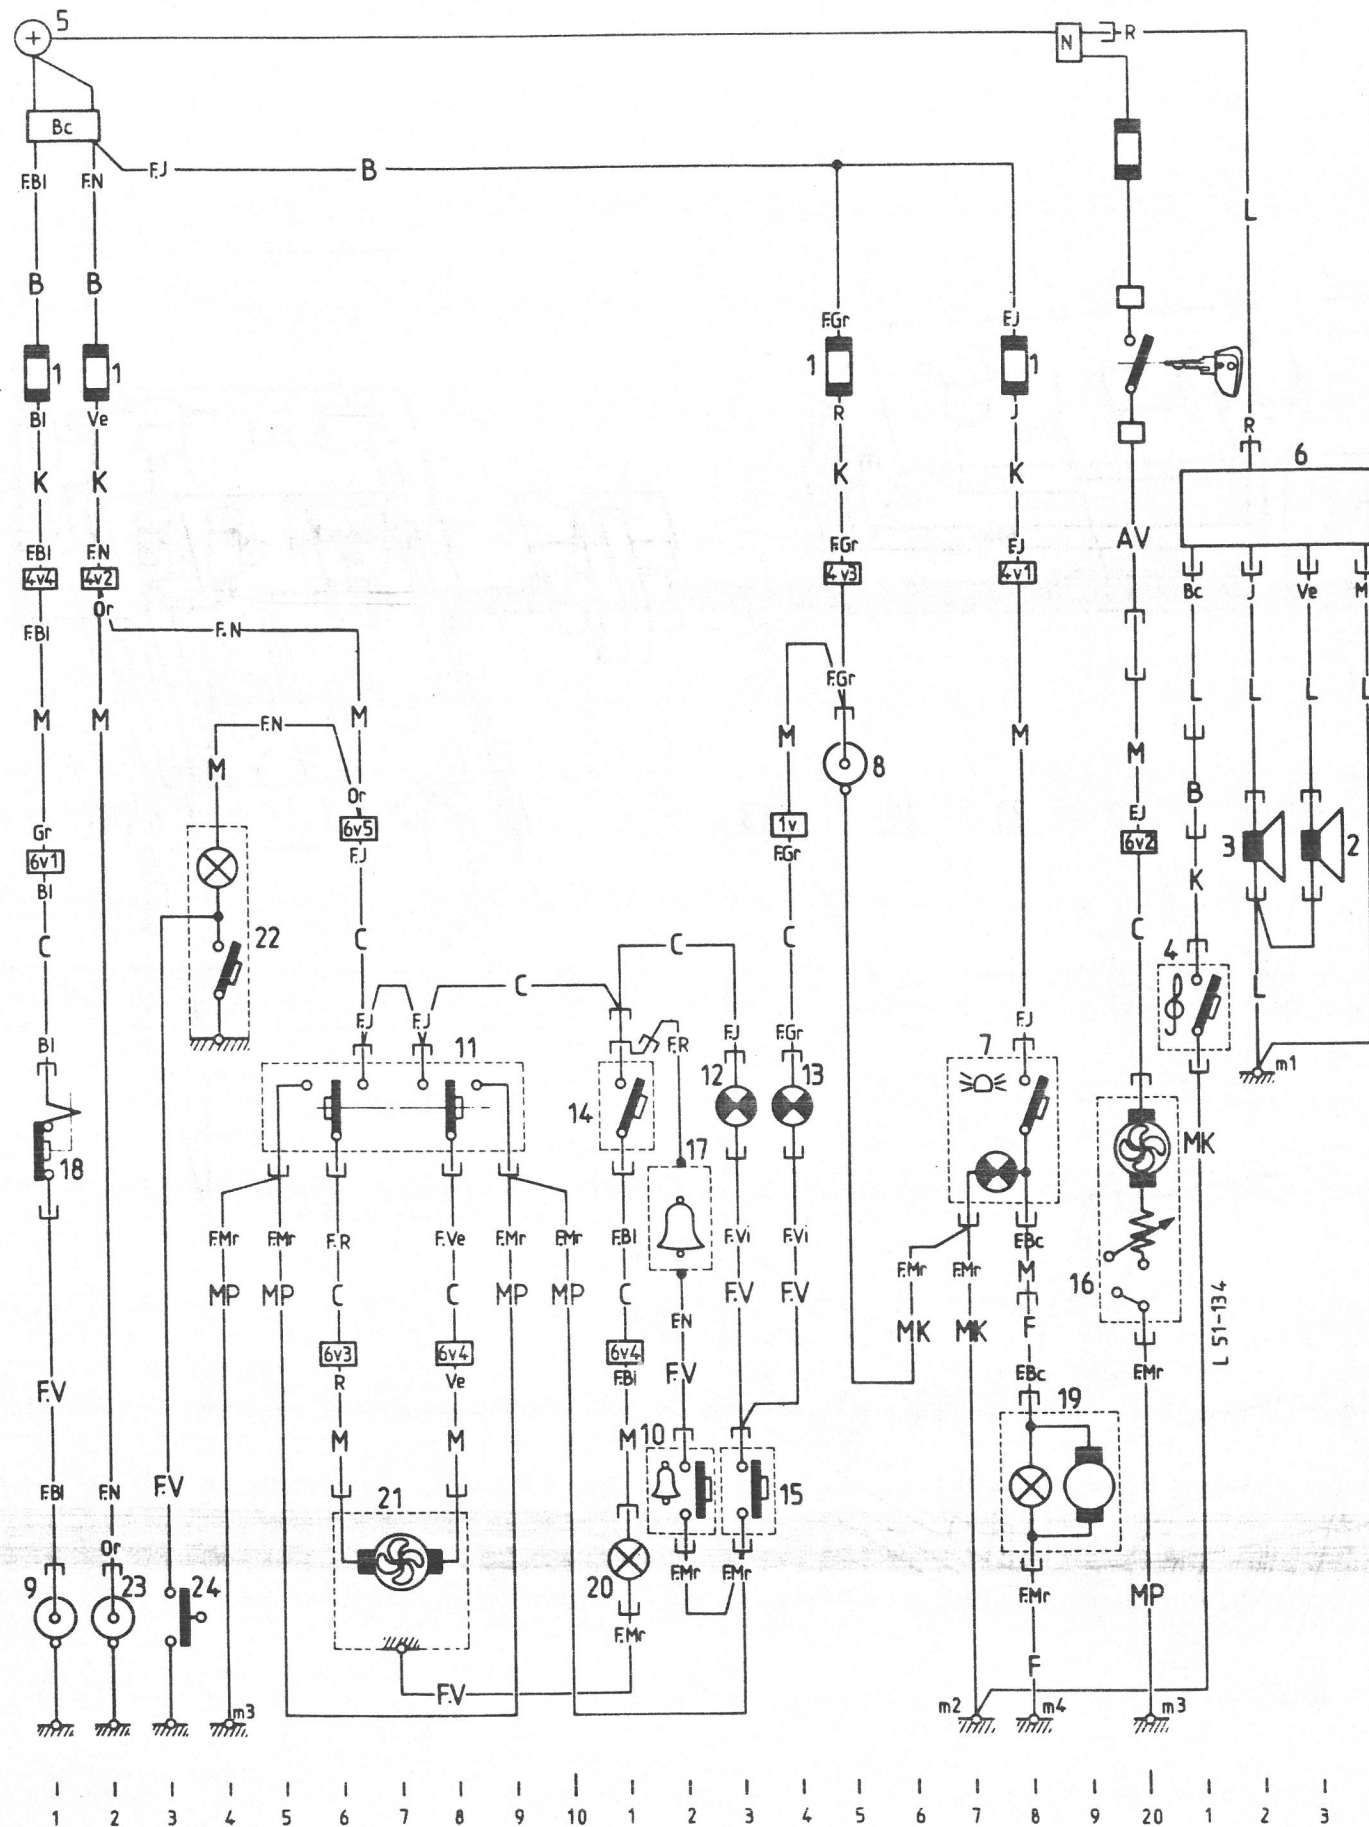 5
N R
Bc
F.J B
F.Bl F.N
L
B B
F.Gr F.J
1 1 1 1
Bl Ve R J R
6
K K K K
AV
F.Bl F.N F.Gr F.J
4v4 4v2 4v3 4v1
Or
Bc J Ve M
F.Bl F.N
F.Gr
L L L L
M M M M M
F.N
M M
8
Or
B
F.J
Gr 6v5 1v 6v2 3 2
6v1 F.J F.Gr
Bl
K
C C C C C
22
4
C L
Bl F.J F.J F.R F.J F.Gr F.J
11 7 m1
12 13
14
17
18 MK
F.Mr F.Mr F.R F.Ve F.Mr F.Mr F.Bl F.Vi F.Vi F.Bc
F.Mr F.Mr M
16
MP MP C C MP MP C F.V F.V
F.N
MK MK F
L 51-134
6v3 6v4 6v4
R Ve F.Bl F.V F.Bc F.Mr
F.V
19
M M M 10
F.Bl F.N F.V 21 15
Or
9 23 24 20 F.Mr F.Mr F.Mr MP
F.Mr
F.V F
m3 m2 m4 m3
1 2 3 4 5 6 7 8 9 10 1 2 3 4 5 6 7 8 9 20 1 2 3